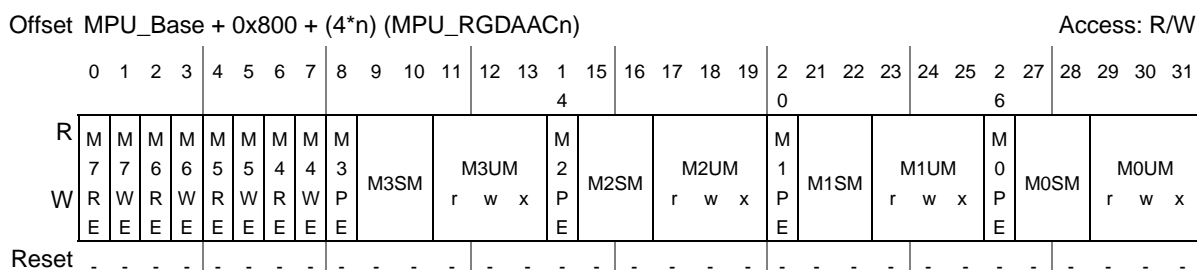 Offset MPU_Base + 0x800 + (4*n) (MPU_RGDAACn) Access: R/W
0 1 2 3 4 5 6 7 8 9 10 11 12 13 14 15 16 17 18 19 20 21 22 23 24 25 26 27 28 29 30 31
R W M7RE M7WE M6RE M6WE M5RE M5WE M4RE M4WE M3PE M3SM M3UM r w x M2PE M2SM M2UM r w x M1PE M1SM M1UM r w x M0PE M0SM M0UM r w x
Reset - - - - - - - - - - - - - - - - - - - - - - - - - - - - - - - -